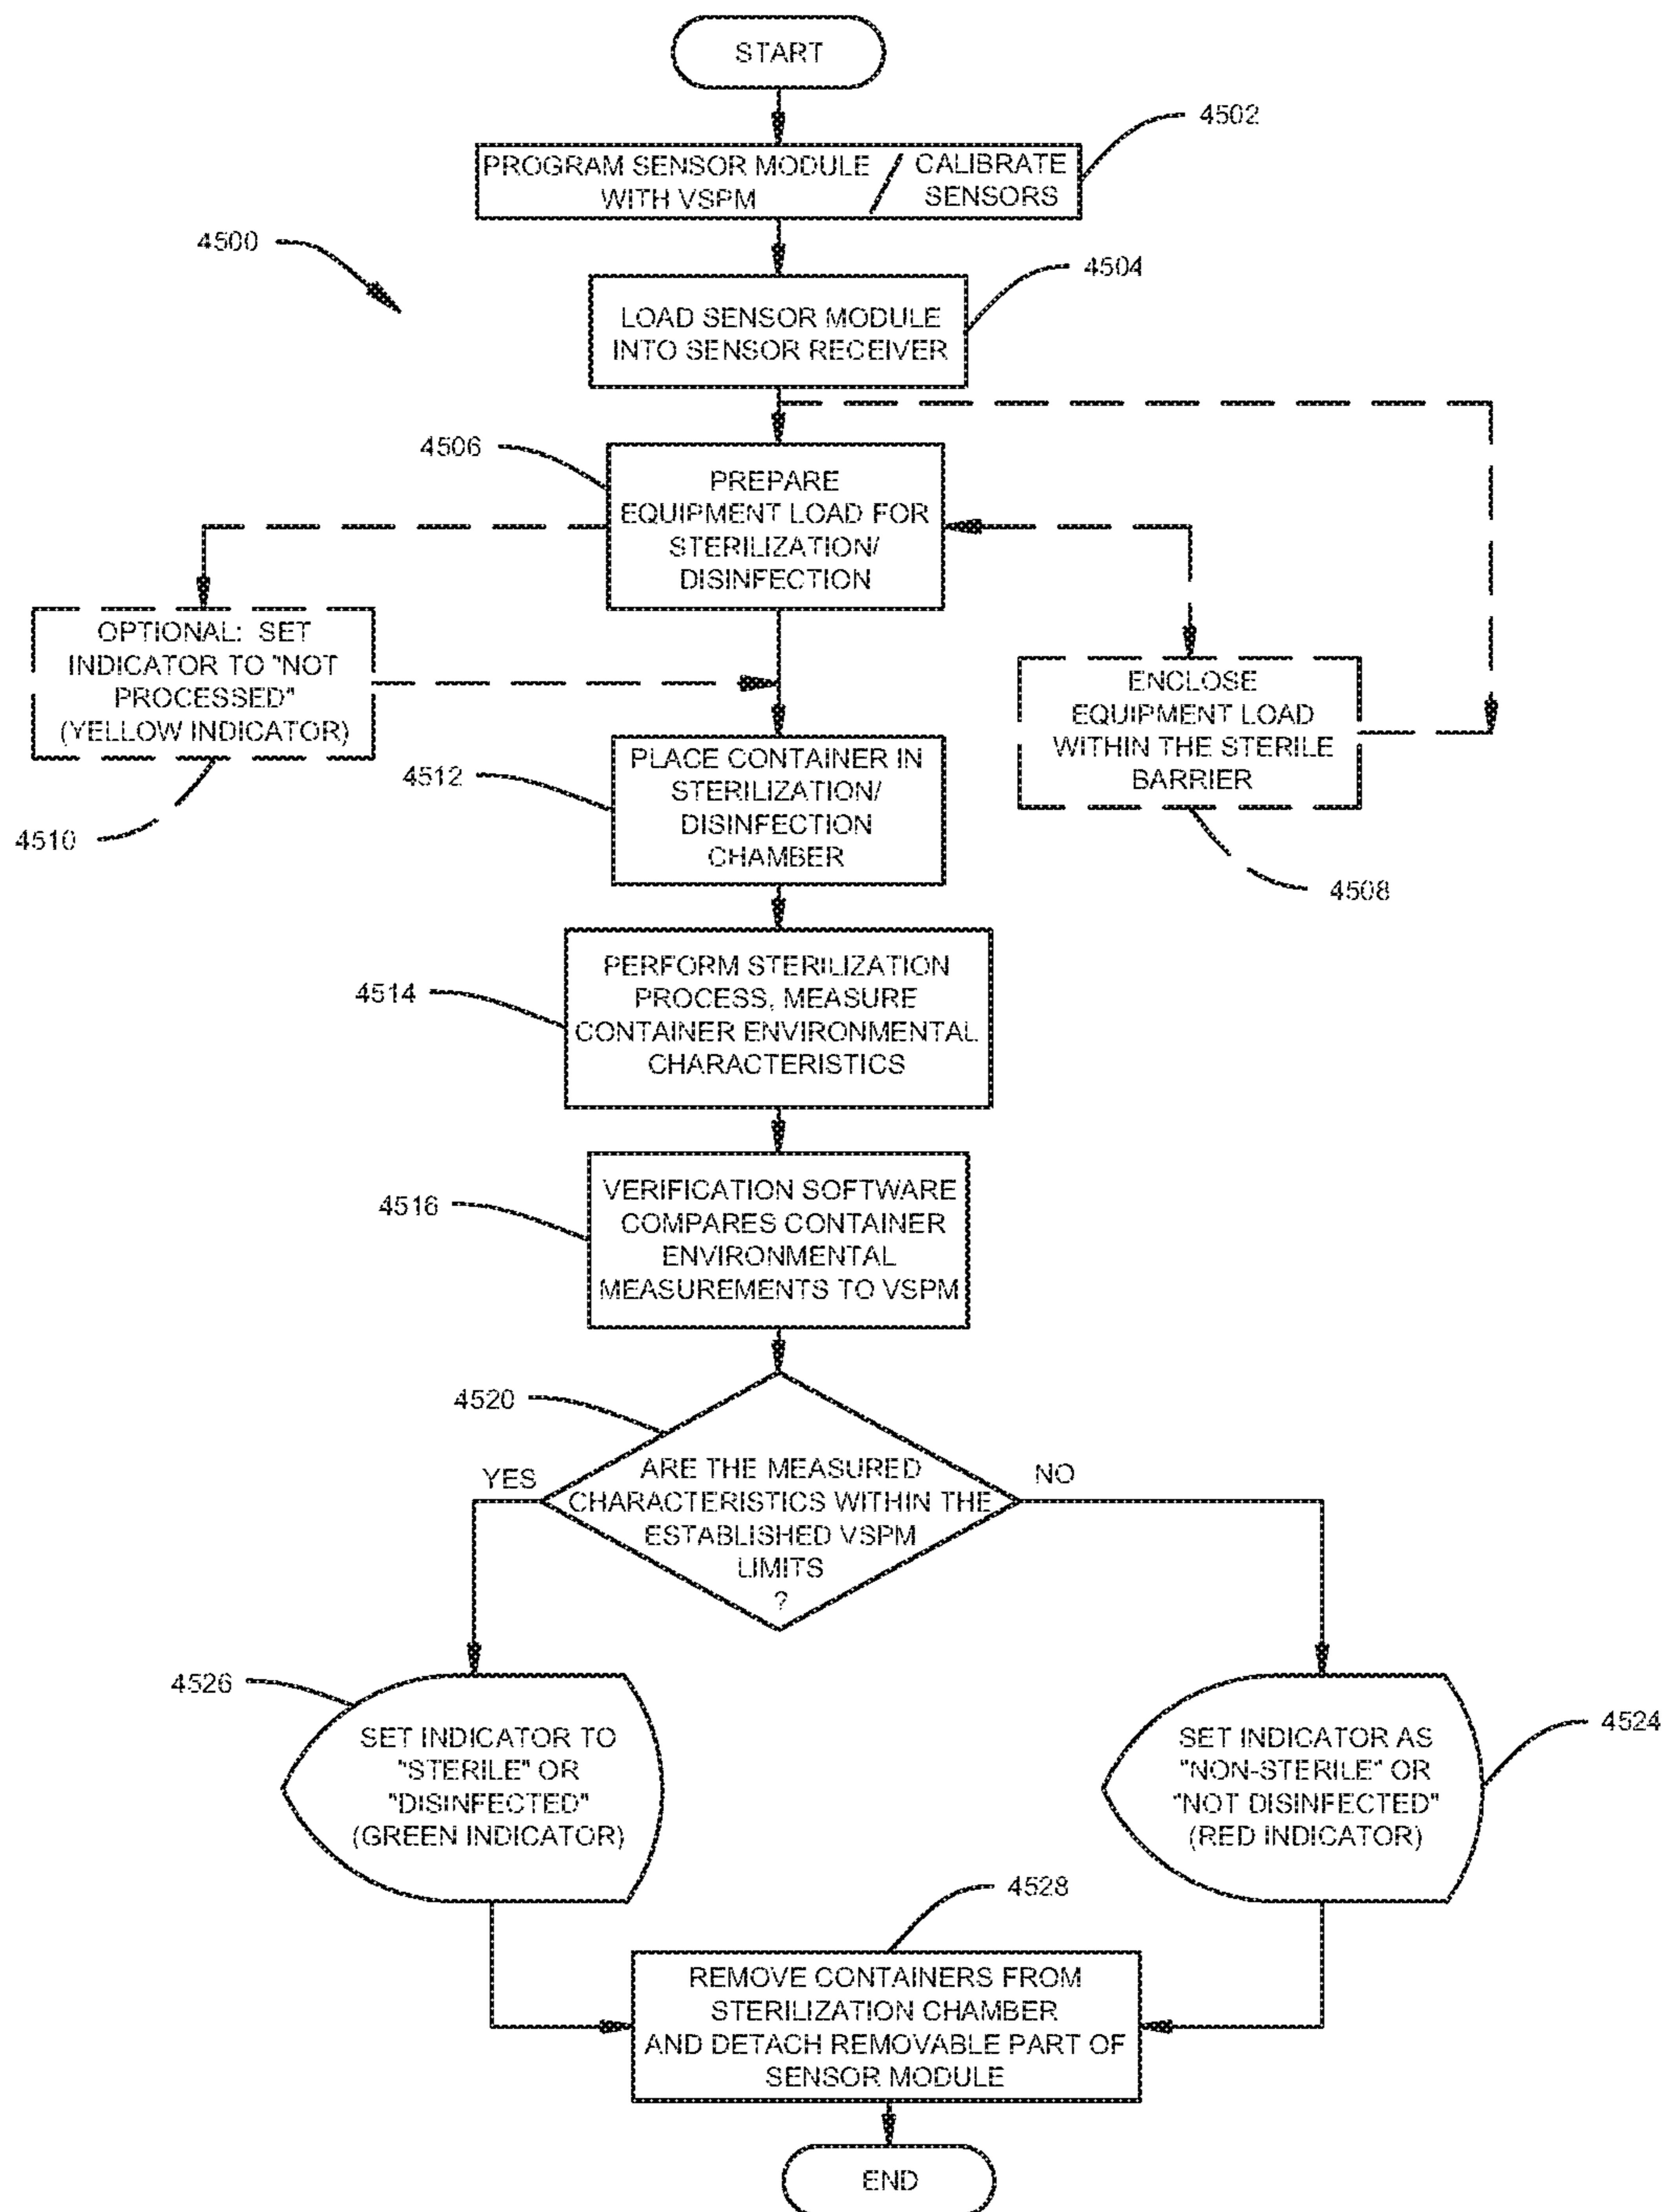 START
4502
PROGRAM SENSOR MODULE / CALIBRATE
WITH VSPM SENSORS
4500
4504
LOAD SENSOR MODULE
INTO SENSOR RECEIVER
4506
PREPARE
EQUIPMENT LOAD FOR
STERILIZATION/
DISINFECTION
OPTIONAL: SET
INDICATOR TO "NOT
PROCESSED"
(YELLOW INDICATOR)
4510
ENCLOSE
EQUIPMENT LOAD
WITHIN THE STERILE
BARRIER
4508
4512
PLACE CONTAINER IN
STERILIZATION/
DISINFECTION
CHAMBER
4514
PERFORM STERILIZATION
PROCESS, MEASURE
CONTAINER ENVIRONMENTAL
CHARACTERISTICS
4516
VERIFICATION SOFTWARE
COMPARES CONTAINER
ENVIRONMENTAL
MEASUREMENTS TO VSPM
4520
YES
NO
ARE THE MEASURED
CHARACTERISTICS WITHIN THE
ESTABLISHED VSPM
LIMITS
?
4526
SET INDICATOR TO
"STERILE" OR
"DISINFECTED"
(GREEN INDICATOR)
4524
SET INDICATOR AS
"NON-STERILE" OR
"NOT DISINFECTED"
(RED INDICATOR)
4528
REMOVE CONTAINERS FROM
STERILIZATION CHAMBER
AND DETACH REMOVABLE PART OF
SENSOR MODULE
END